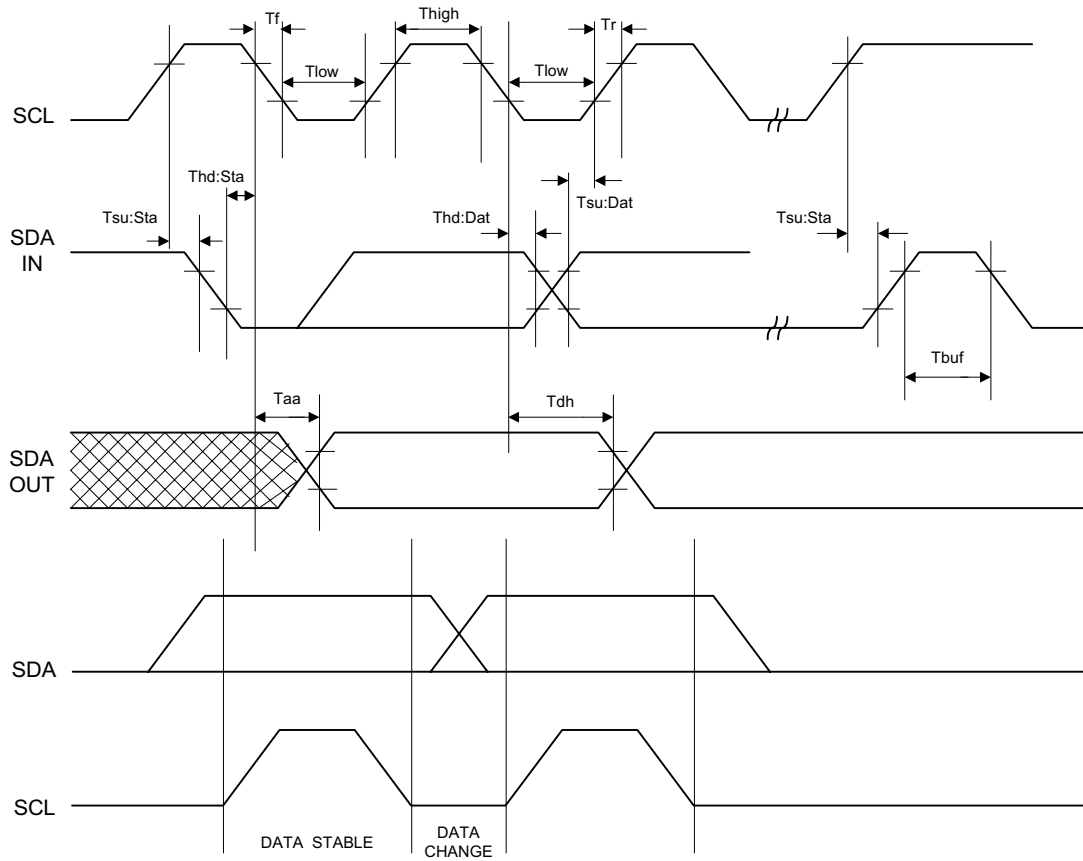 Tf
Thigh
Tr
Tlow
Tlow
SCL
Thd:Sta
Tsu:Sta
Thd:Dat
Tsu:Dat
Tsu:Sta
SDA
IN
Tbuf
Taa
Tdh
SDA
OUT
SDA
SCL
DATA STABLE
DATA
CHANGE